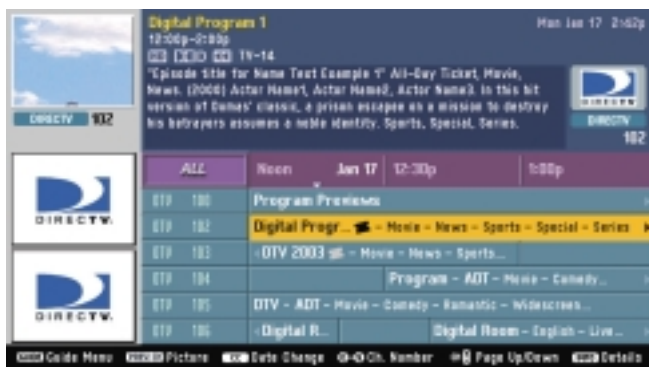 Digital Program 1
Mon Jan 17 2:42p
12:00p-2:00p
TV-14
"Episode title for Name Text Example 1" All-Day Ticket, Movie,
News. (2000) Actor Name1, Actor Name2, Actor Name3. In this hit
version of Dumas' classic, a prison escapee on a mission to destroy
his betrayers assumes a noble identity. Sports, Special, Series.
DIRECTV
DIRECTV 102
DIRECTV
102
ALL Noon Jan 17 12:30p 1:00p
DTV 100 Program Previews
DTV 102 Digital Progr... - Movie - News - Sports - Special - Series
DTV 103 DTV 2003 - Movie - News - Sports...
DTV 104 Program - ADT - Movie - Comedy...
DTV 105 DTV - ADT - Movie - Comedy - Romantic - Widescreen...
DTV 106 Digital R... Digital Room - English - Live...
DIRECTV
DIRECTV
Guide Menu Picture Date Change 0-9 Ch. Number Page Up/Down Details